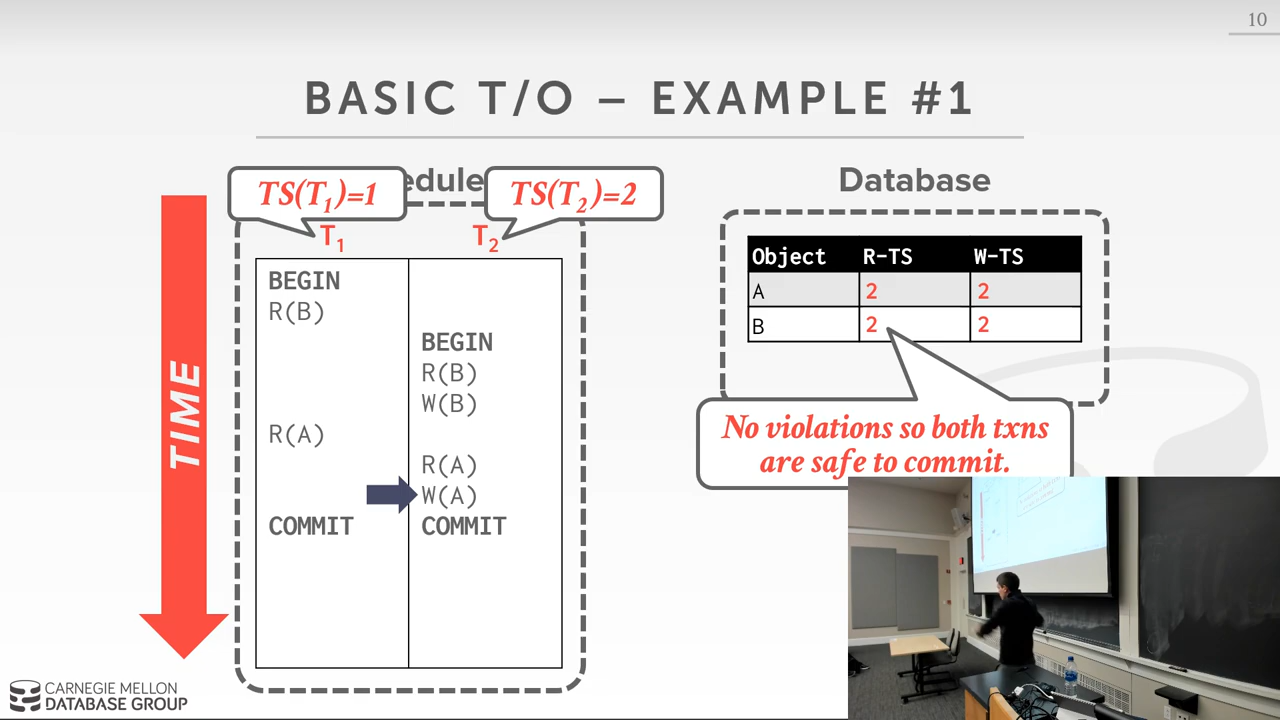 10
BASIC T/O – EXAMPLE #1
TS(T1)=1
edule
TS(T2)=2
Database
T1
T2
TIME
BEGIN
R(B)
BEGIN
R(B)
W(B)
R(A)
R(A)
W(A)
COMMIT COMMIT
Object R-TS W-TS
A 2 2
B 2 2
No violations so both txns
are safe to commit.
CARNEGIE MELLON
DATABASE GROUP